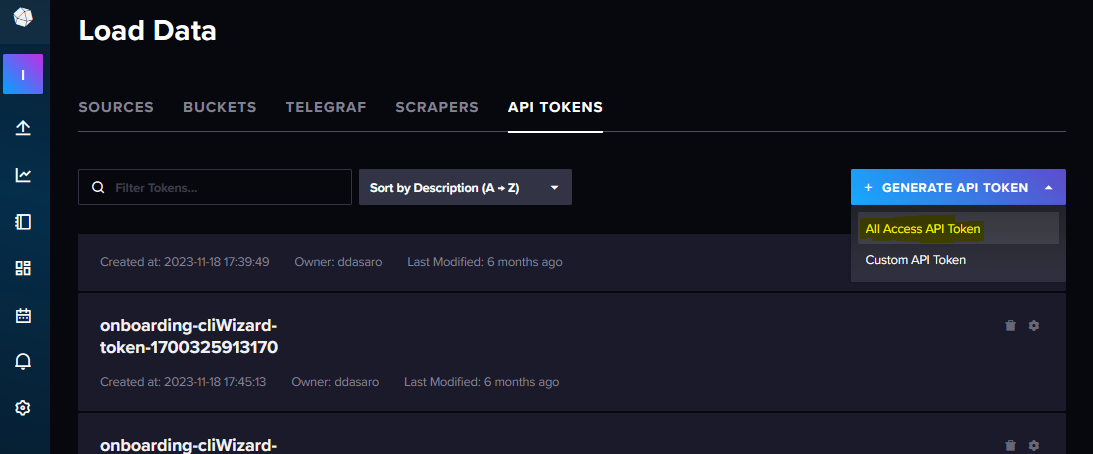 Load Data
I
SOURCES BUCKETS TELEGRAF SCRAPERS API TOKENS
Filter Tokens... Sort by Description (A → Z) + GENERATE API TOKEN
All Access API Token
Custom API Token
Created at: 2023-11-18 17:39:49 Owner: ddasaro Last Modified: 6 months ago
onboarding-cliWizard-
token-1700325913170
Created at: 2023-11-18 17:45:13 Owner: ddasaro Last Modified: 6 months ago
onboarding-cliWizard-